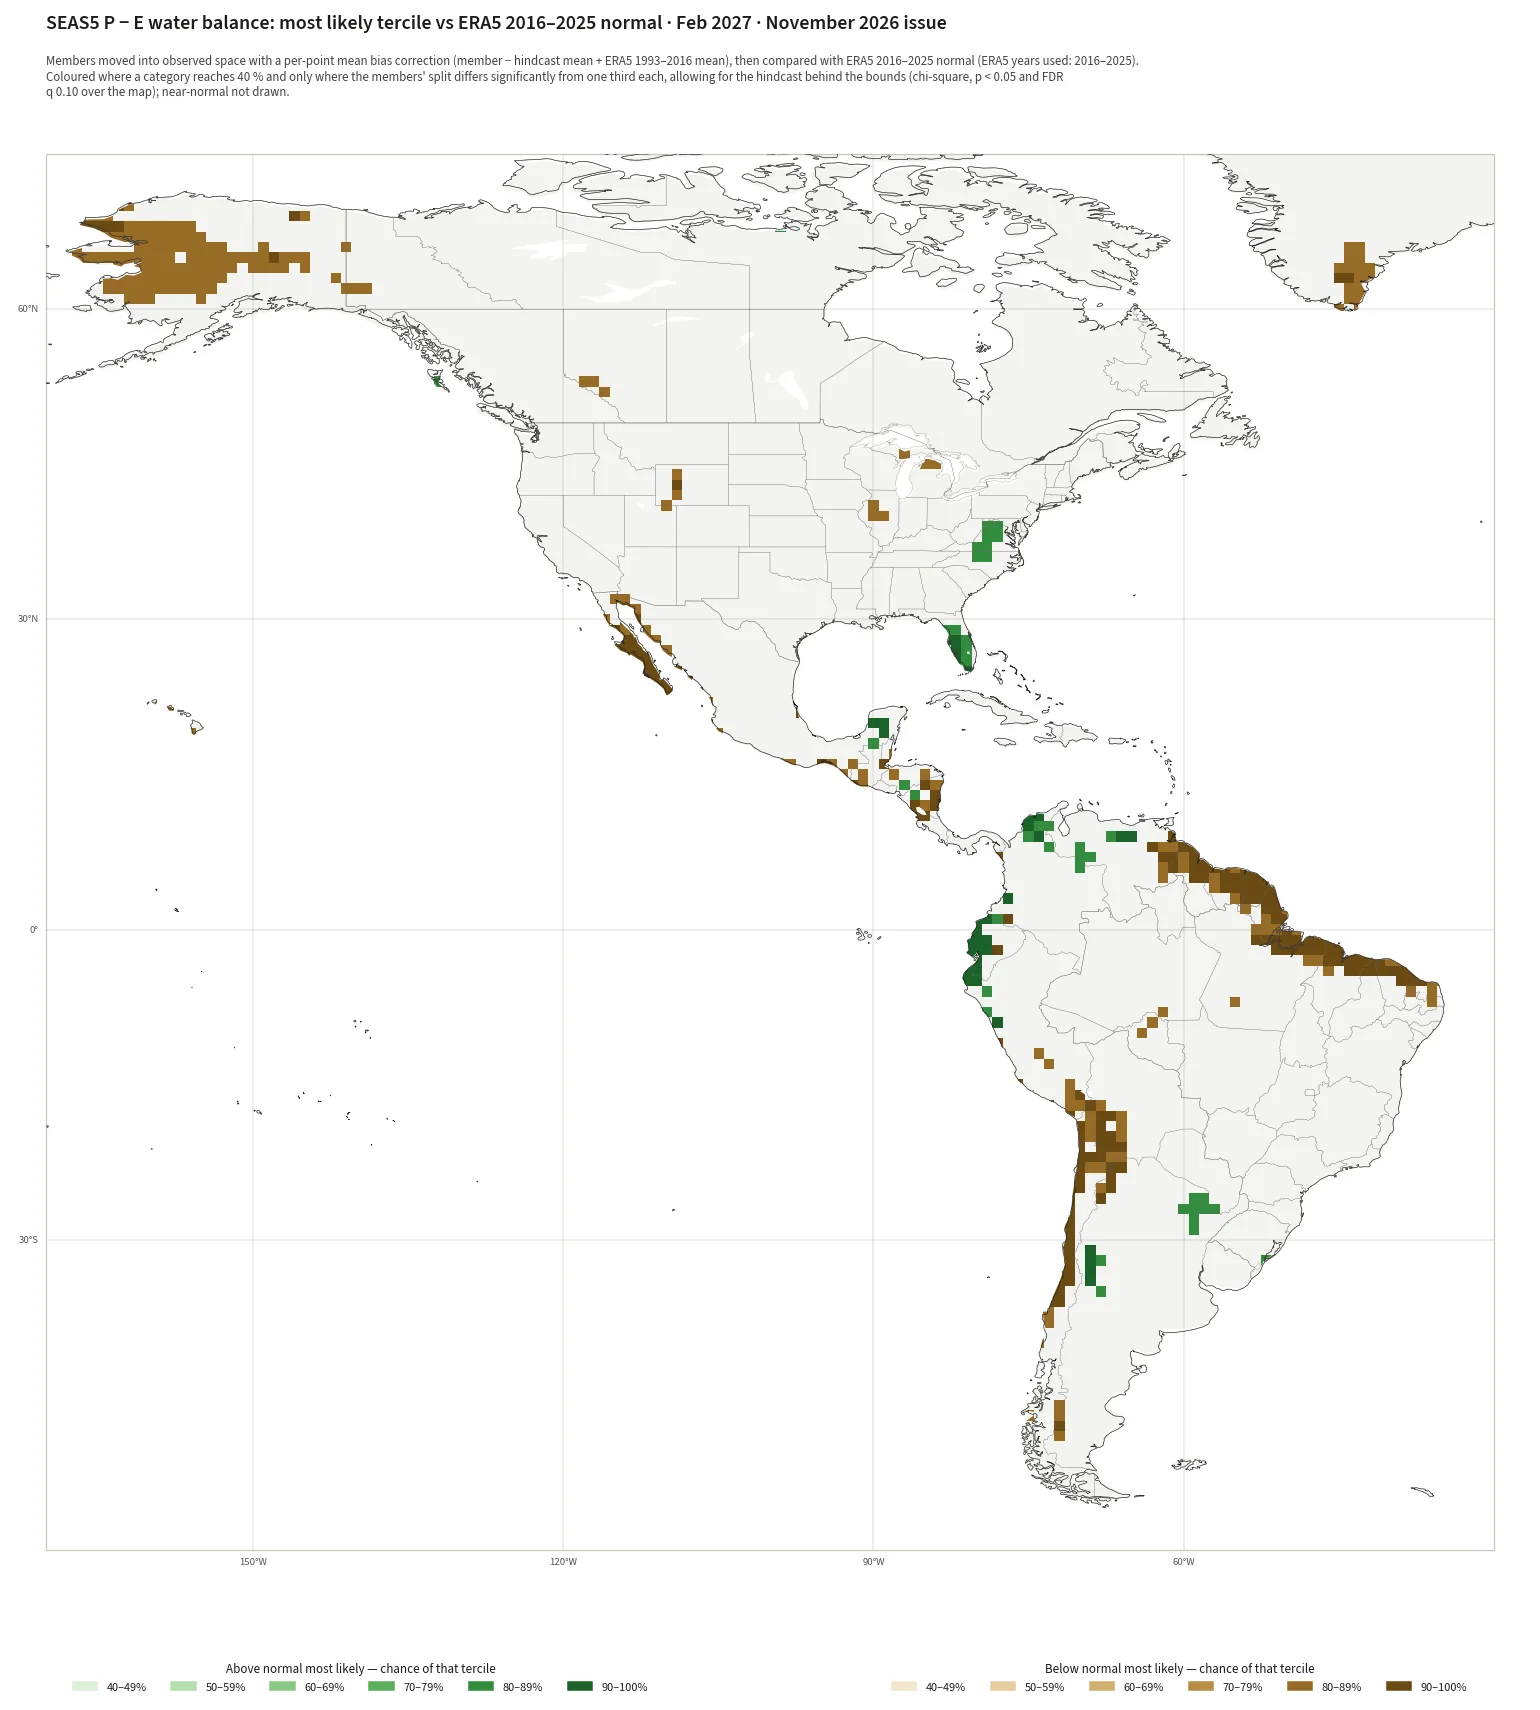 SEAS5 P − E water balance: most likely tercile vs ERA5 2016–2025 normal · Feb 2027 · November 2026 issue
Members moved into observed space with a per-point mean bias correction (member − hindcast mean + ERA5 1993–2016 mean), then compared with ERA5 2016–2025 normal (ERA5 years used: 2016–2025).
Coloured where a category reaches 40 % and only where the members' split differs significantly from one third each, allowing for the hindcast behind the bounds (chi-square, p < 0.05 and FDR
q 0.10 over the map); near-normal not drawn.
60°N
30°N
0°
30°S
150°W
120°W
90°W
60°W
Above normal most likely — chance of that tercile
40–49%
50–59%
60–69%
70–79%
80–89%
90–100%
Below normal most likely — chance of that tercile
40–49%
50–59%
60–69%
70–79%
80–89%
90–100%